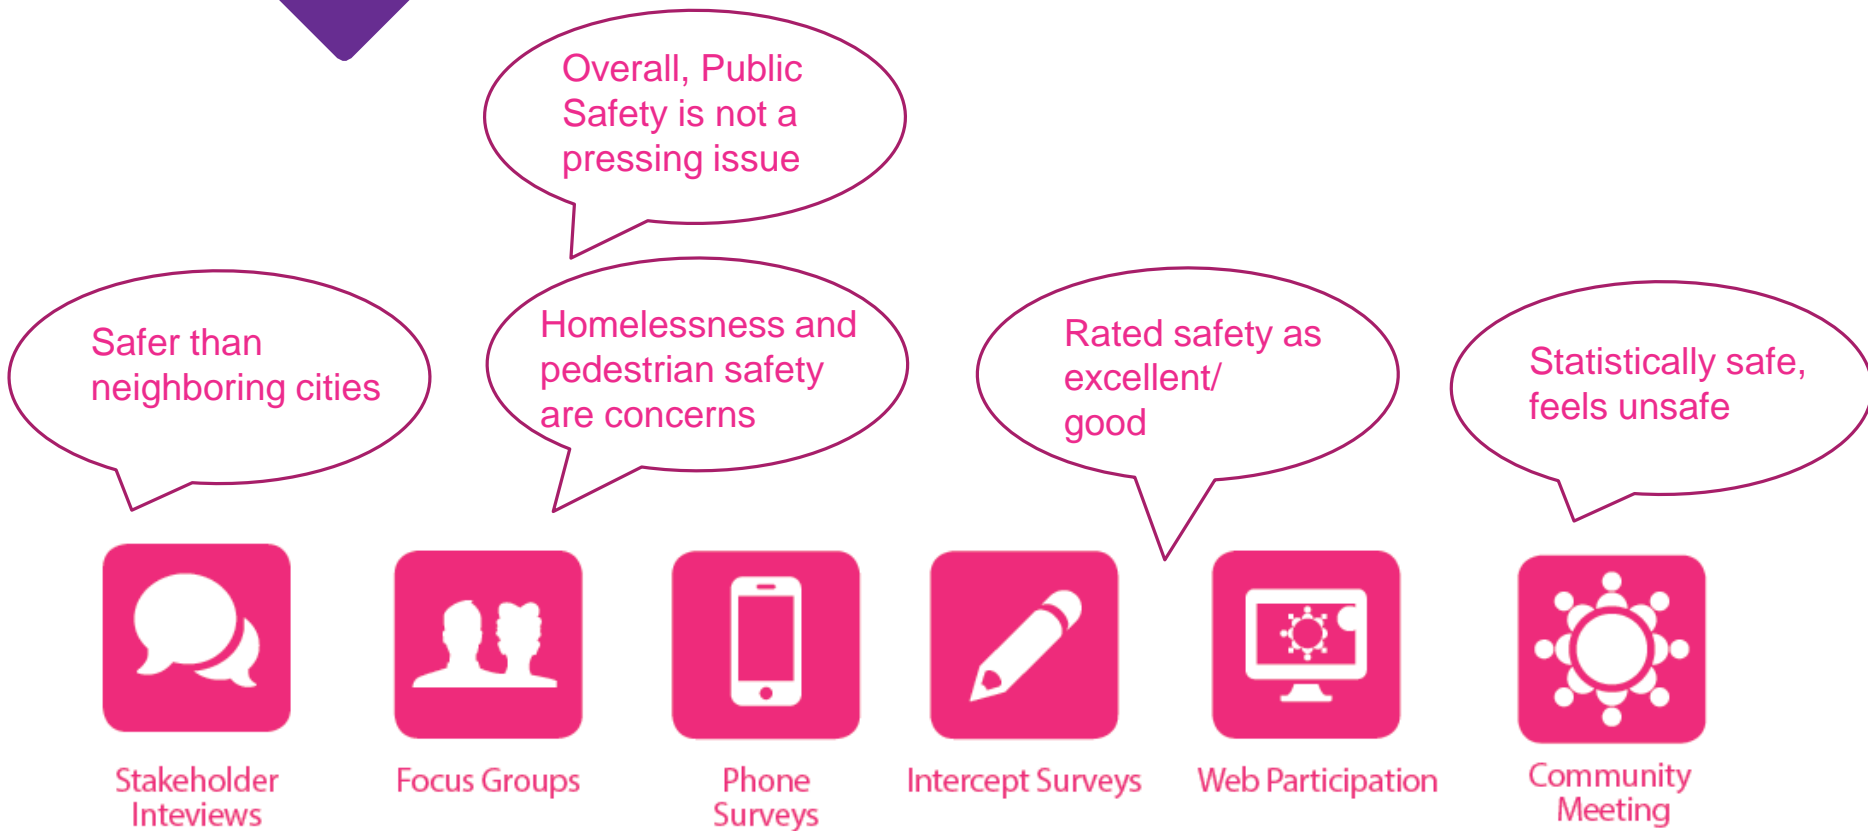 Overall, Public
Safety is not a
pressing issue
Safer than
neighboring cities
Homelessness and
pedestrian safety
are concerns
Rated safety as
excellent/
good
Statistically safe,
feels unsafe
Stakeholder
Inteviews
Focus Groups
Phone
Surveys
Intercept Surveys
Web Participation
Community
Meeting